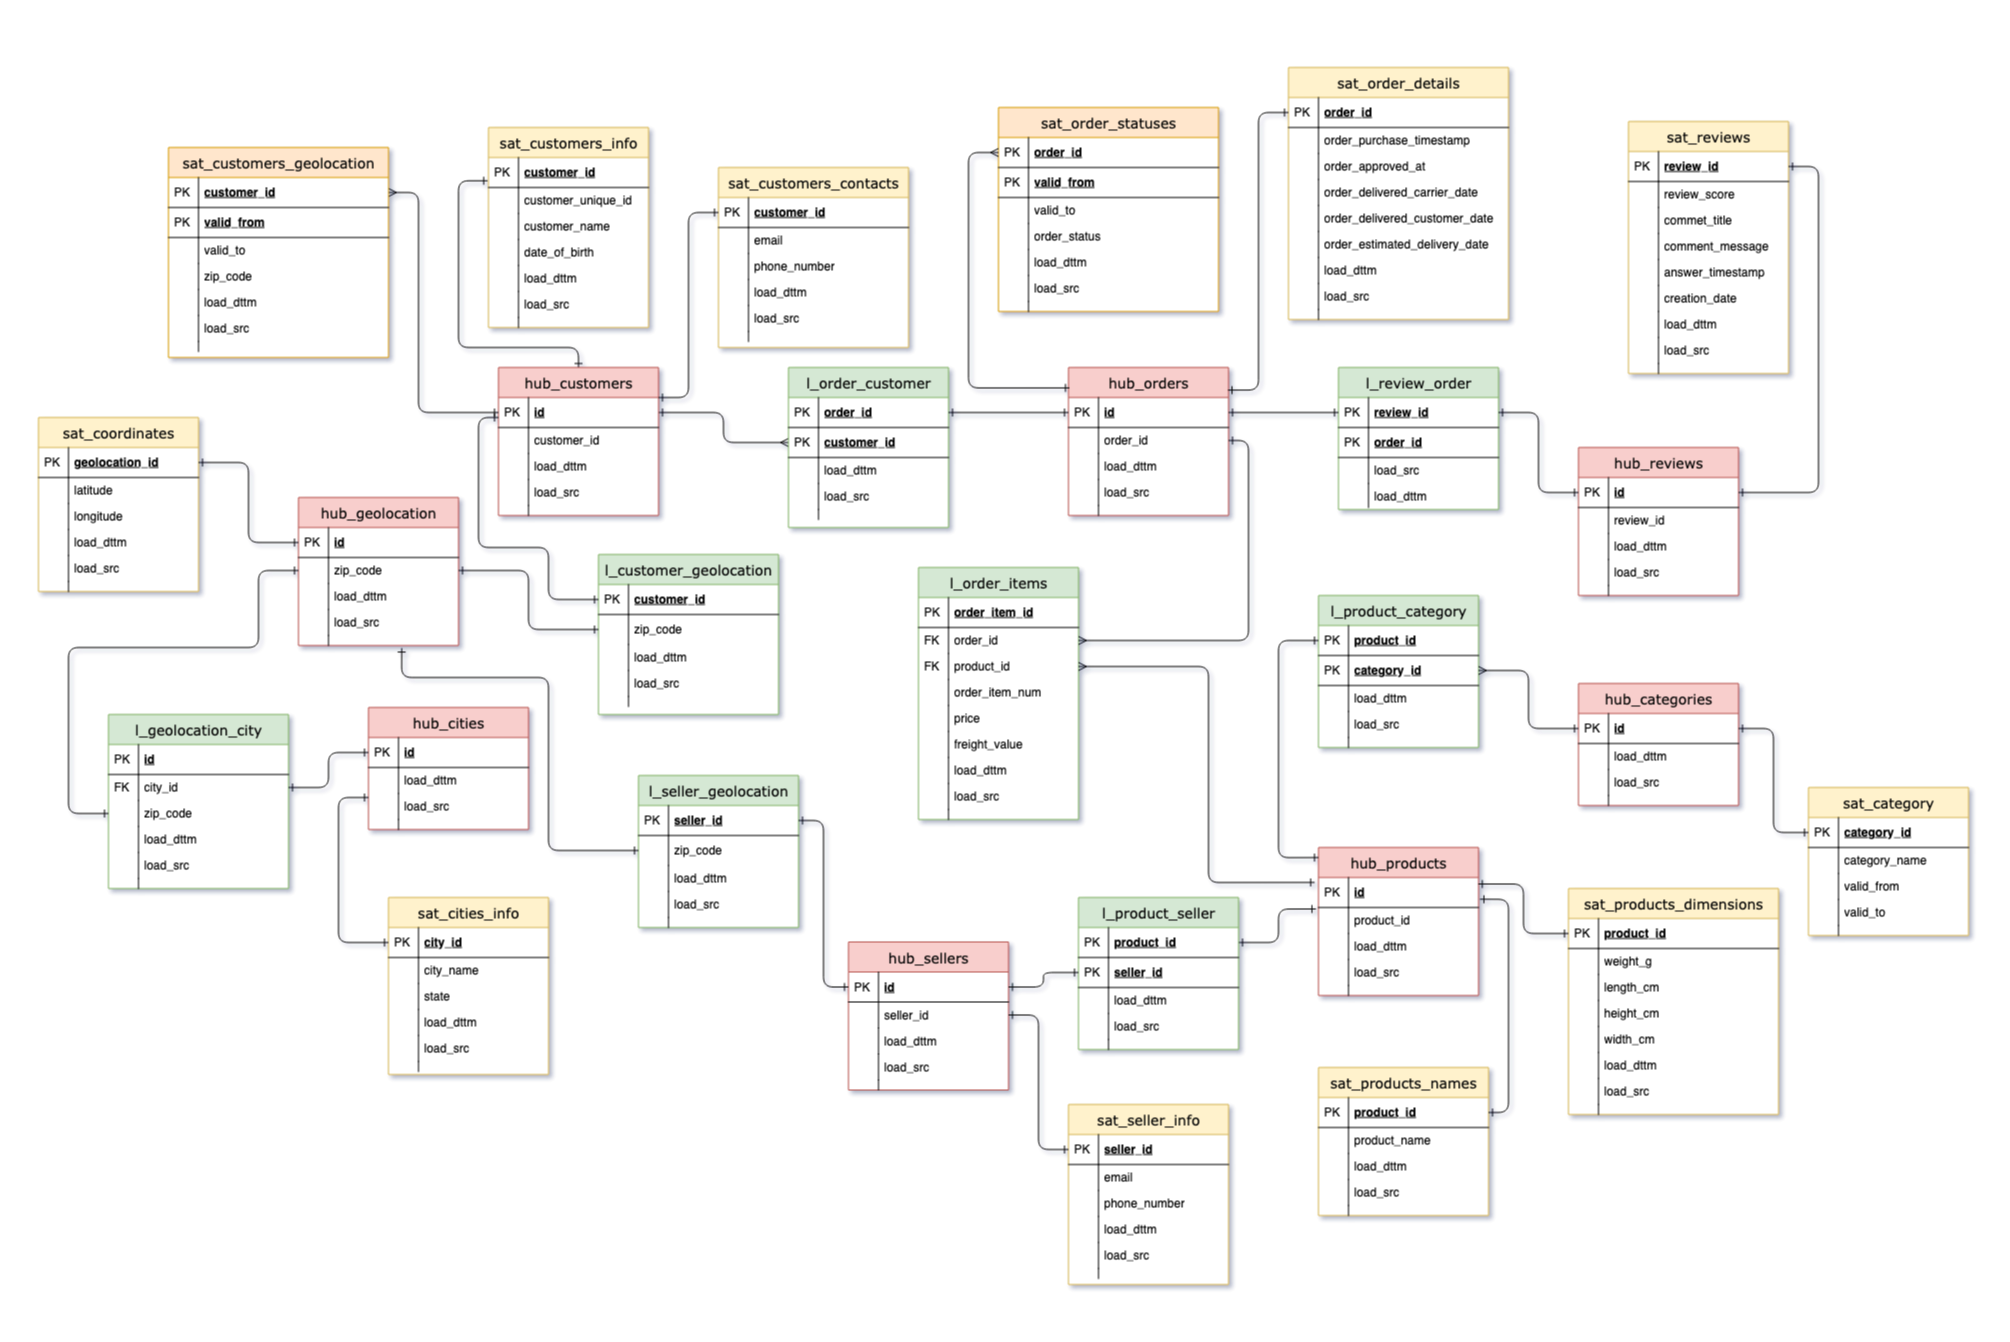 sat_order_details
PK order_id
order_purchase_timestamp
order_approved_at
order_delivered_carrier_date
order_delivered_customer_date
order_estimated_delivery_date
load_dttm
load_src
sat_order_statuses
PK order_id
PK valid_from
valid_to
order_status
load_dttm
load_src
sat_reviews
PK review_id
review_score
commet_title
comment_message
answer_timestamp
creation_date
load_dttm
load_src
sat_customers_info
PK customer_id
customer_unique_id
customer_name
date_of_birth
load_dttm
load_src
sat_customers_geolocation
PK customer_id
PK valid_from
valid_to
zip_code
load_dttm
load_src
sat_customers_contacts
PK customer_id
email
phone_number
load_dttm
load_src
hub_customers
PK id
customer_id
load_dttm
load_src
l_order_customer
PK order_id
PK customer_id
load_dttm
load_src
hub_orders
PK id
order_id
load_dttm
load_src
l_review_order
PK review_id
PK order_id
load_src
load_dttm
sat_coordinates
PK geolocation_id
latitude
longitude
load_dttm
load_src
hub_reviews
PK id
review_id
load_dttm
load_src
hub_geolocation
PK id
zip_code
load_dttm
load_src
l_customer_geolocation
PK customer_id
zip_code
load_dttm
load_src
l_order_items
PK order_item_id
FK order_id
FK product_id
order_item_num
price
freight_value
load_dttm
load_src
l_product_category
PK product_id
PK category_id
load_dttm
load_src
hub_categories
PK id
load_dttm
load_src
hub_cities
PK id
load_dttm
load_src
l_geolocation_city
PK id
FK city_id
zip_code
load_dttm
load_src
l_seller_geolocation
PK seller_id
zip_code
load_dttm
load_src
sat_category
PK category_id
category_name
valid_from
valid_to
hub_products
PK id
product_id
load_dttm
load_src
sat_products_dimensions
PK product_id
weight_g
length_cm
height_cm
width_cm
load_dttm
load_src
sat_cities_info
PK city_id
city_name
state
load_dttm
load_src
l_product_seller
PK product_id
PK seller_id
load_dttm
load_src
hub_sellers
PK id
seller_id
load_dttm
load_src
sat_products_names
PK product_id
product_name
load_dttm
load_src
sat_seller_info
PK seller_id
email
phone_number
load_dttm
load_src